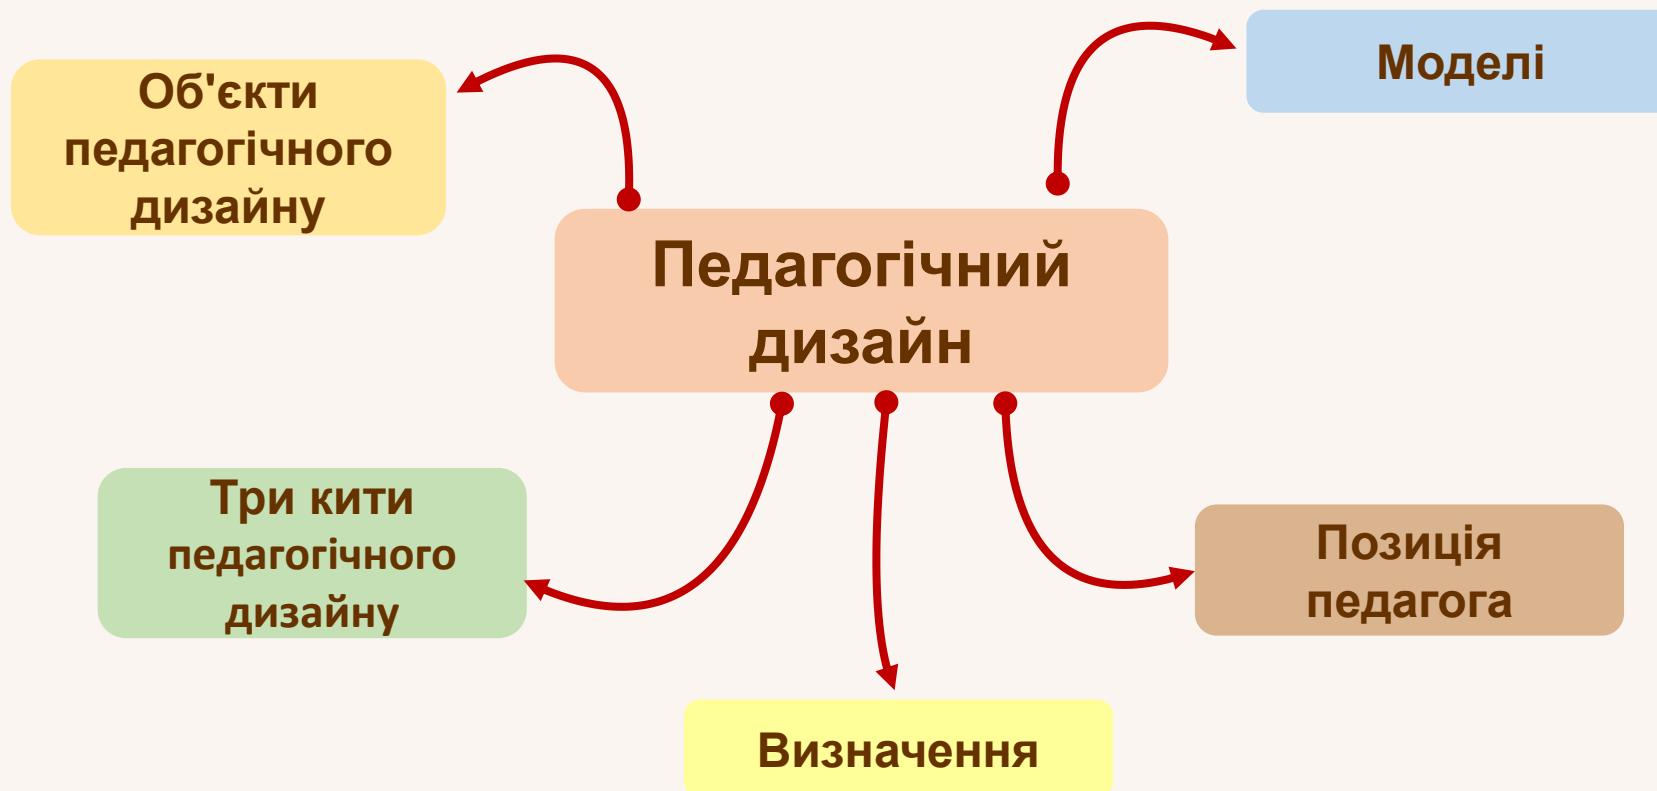 Об'єкти
педагогічного
дизайну
Моделі
Педагогічний
дизайн
Три кити
педагогічного
дизайну
Позиція
педагога
Визначення